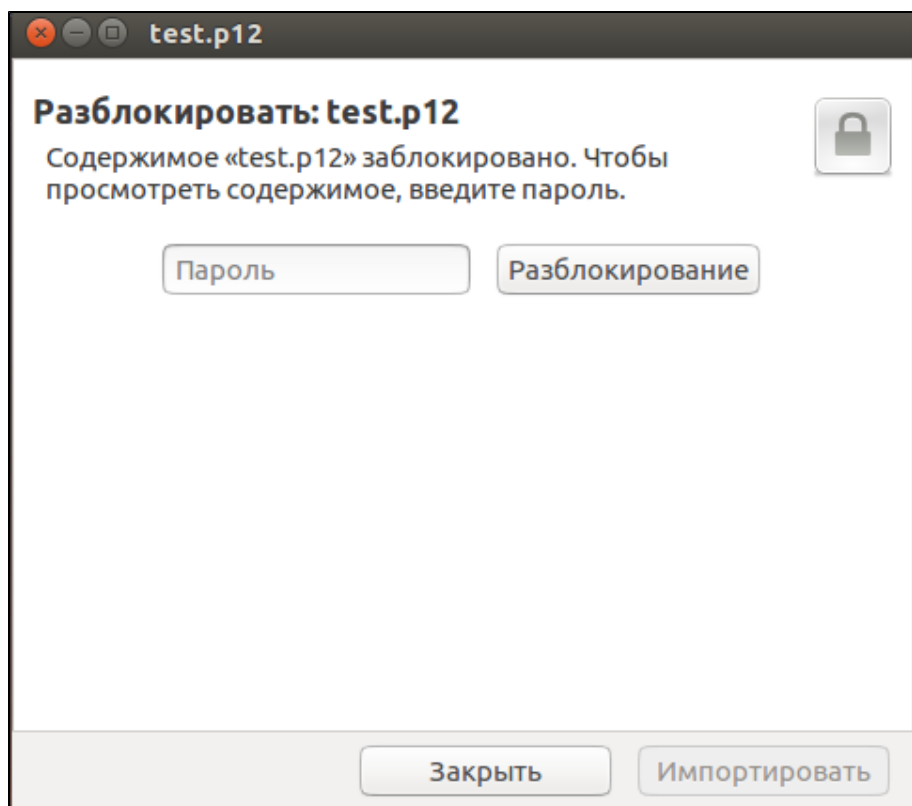 test.p12
Разблокировать: test.p12
Содержимое «test.p12» заблокировано. Чтобы
просмотреть содержимое, введите пароль.
Пароль
Разблокирование
Закрыть
Импортировать